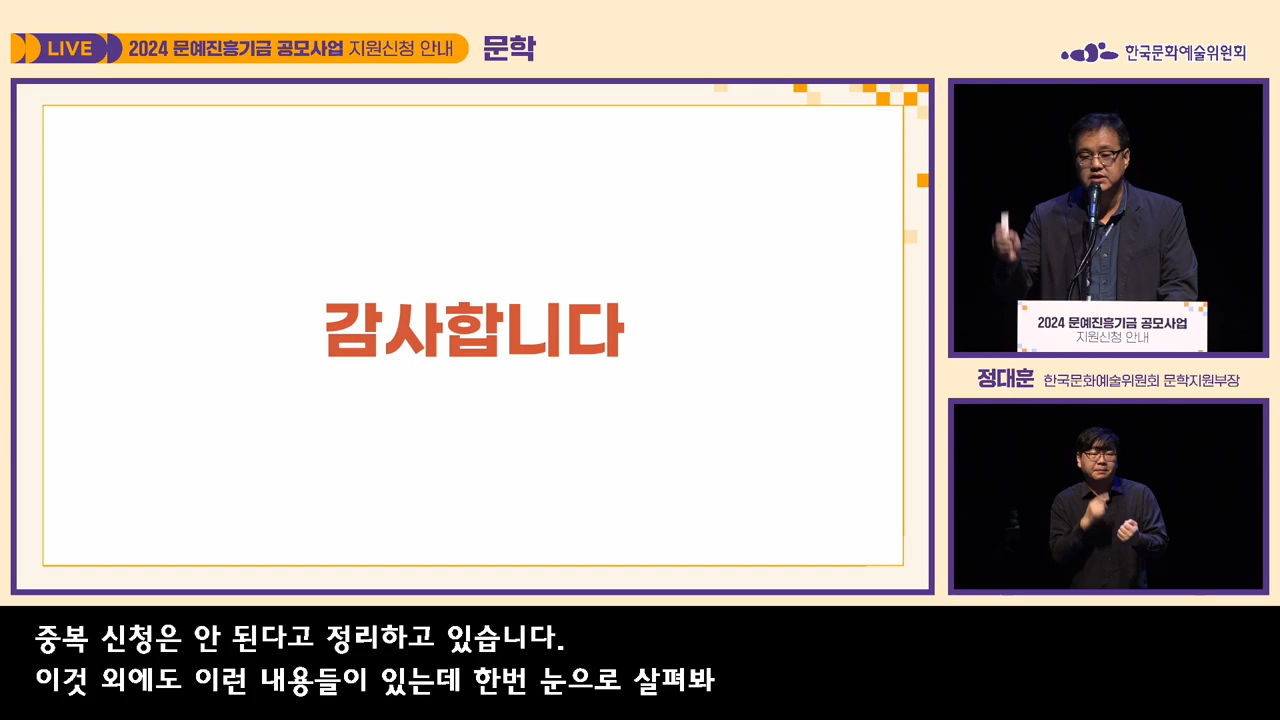 LIVE 2024 문예진흥기금 공모사업 지원신청 안내 문학
한국문화예술위원회
감사합니다
2024 문예진흥기금 공모사업
지원신청 안내
정대훈 한국문화예술위원회 문학지원부장
중복 신청은 안 된다고 정리하고 있습니다.
이것 외에도 이런 내용들이 있는데 한번 눈으로 살펴봐